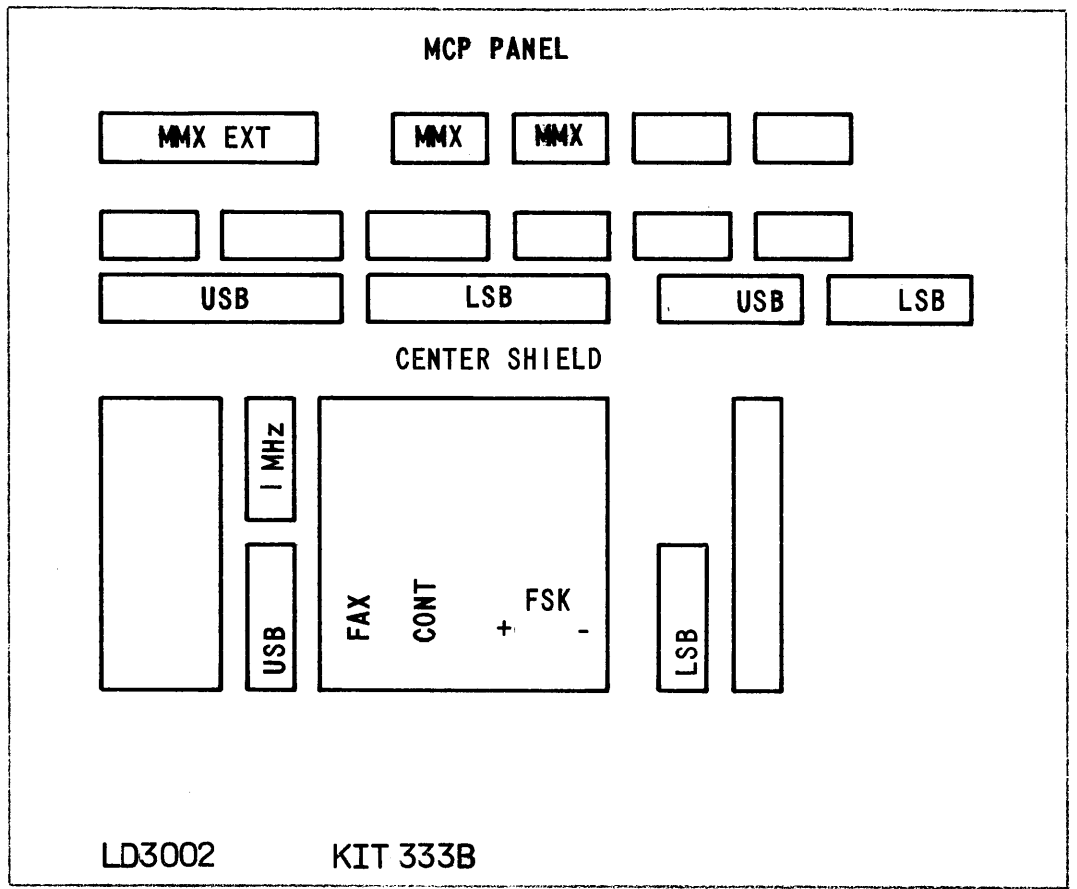 MCP PANEL
MMX EXT
MMX
MMX
USB
LSB
USB
LSB
CENTER SHIELD
1 MHz
USB
FAX
CONT
FSK
+ -
LSB
LD3002
KIT 333B